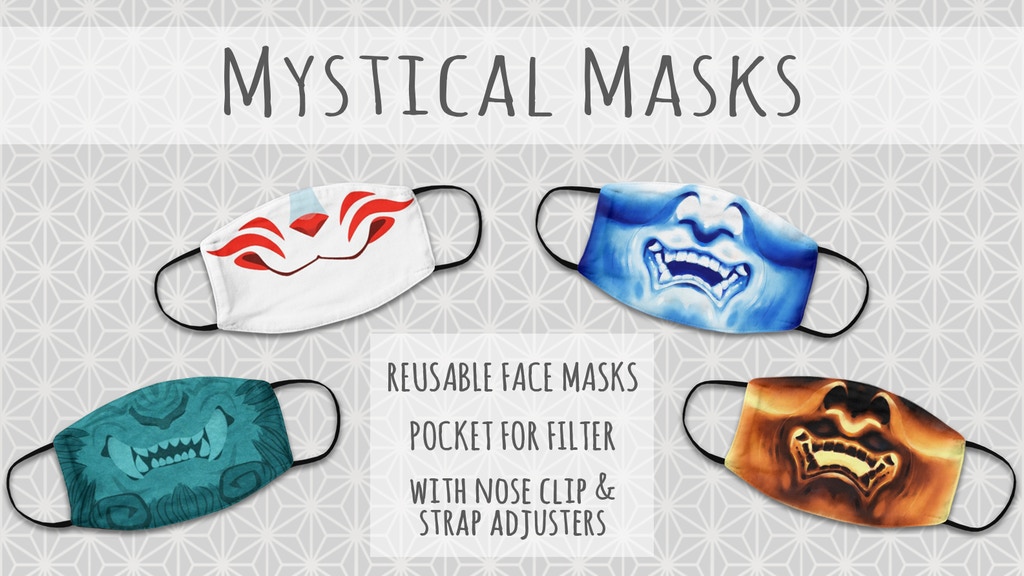 Mystical Masks
REUSABLE FACE MASKS
POCKET FOR FILTER
WITH NOSE CLIP &
STRAP ADJUSTERS